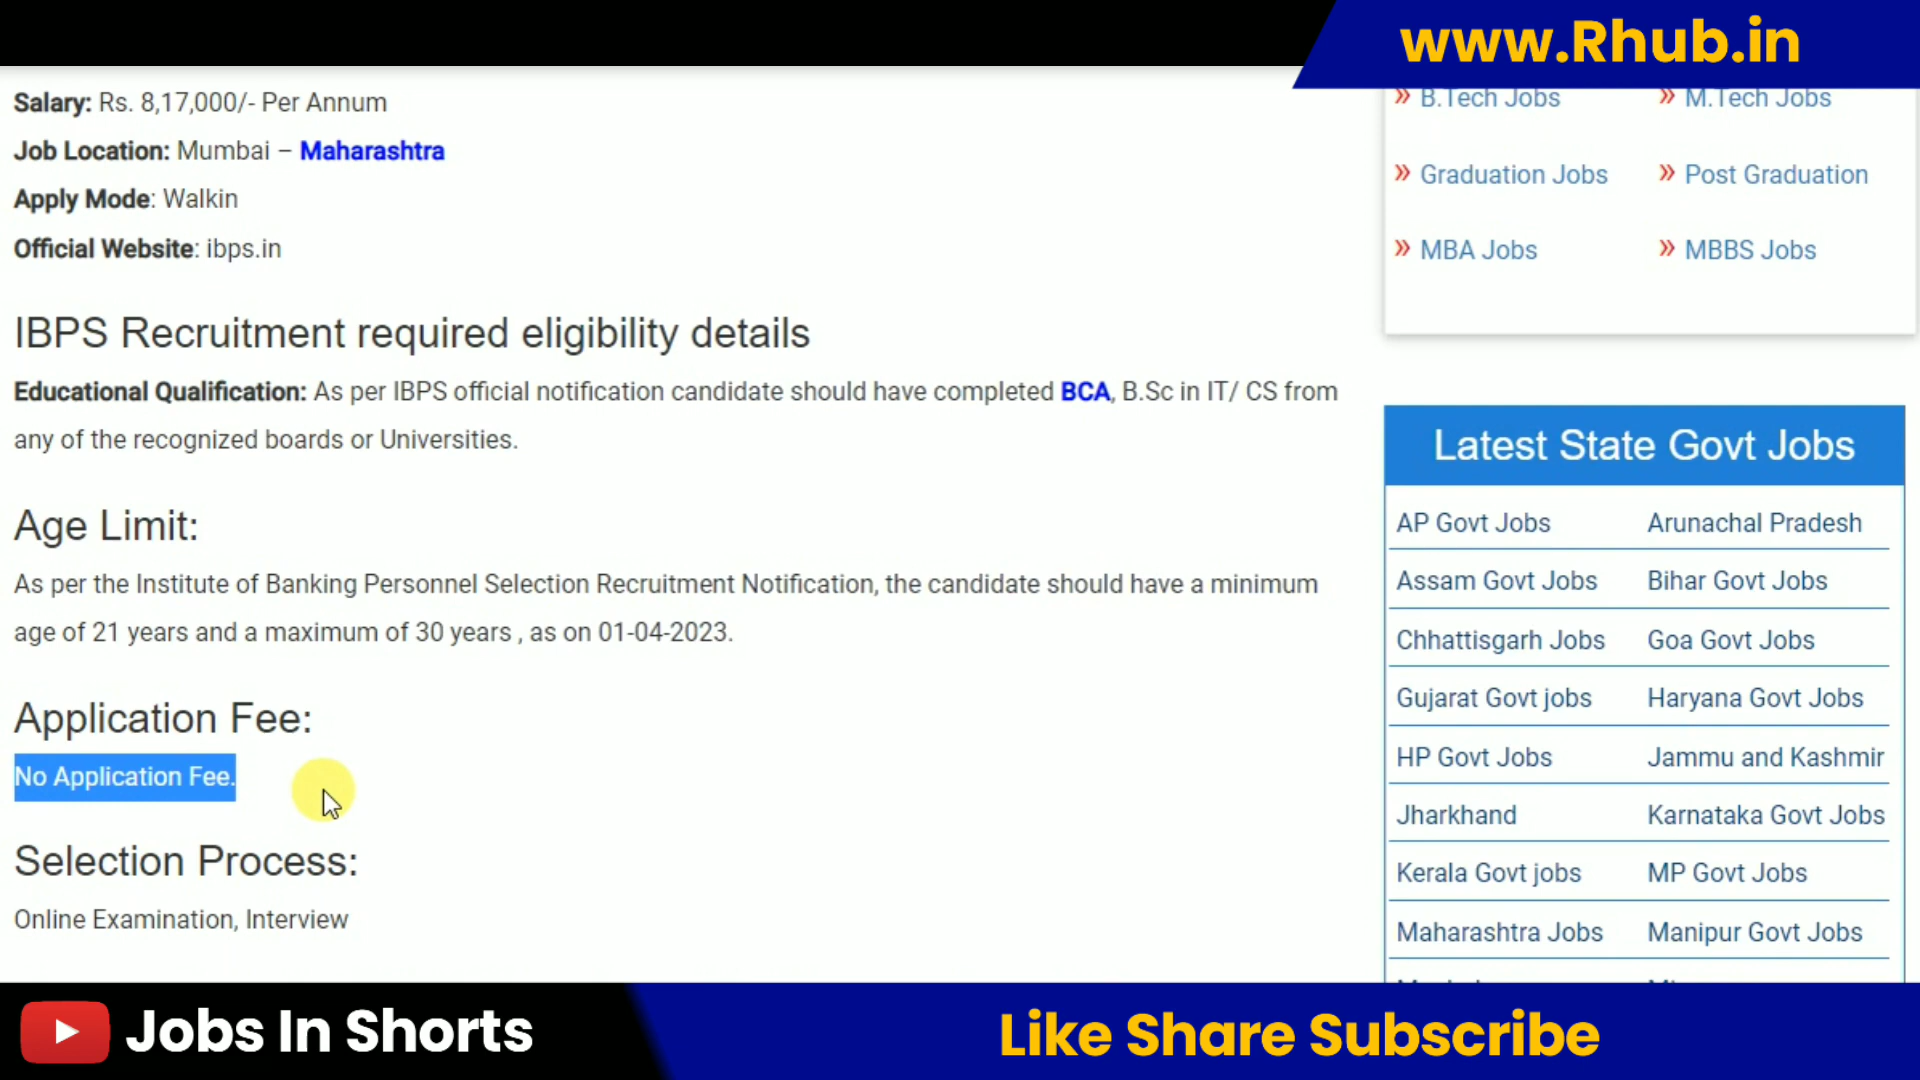 www.Rhub.in
Salary: Rs. 8,17,000/- Per Annum
Job Location: Mumbai – Maharashtra
Apply Mode: Walkin
Official Website: ibps.in
IBPS Recruitment required eligibility details
Educational Qualification: As per IBPS official notification candidate should have completed BCA, B.Sc in IT/ CS from
any of the recognized boards or Universities.
Age Limit:
As per the Institute of Banking Personnel Selection Recruitment Notification, the candidate should have a minimum
age of 21 years and a maximum of 30 years , as on 01-04-2023.
Application Fee:
No Application Fee.
Selection Process:
Online Examination, Interview
» B.Tech Jobs » M.Tech Jobs
» Graduation Jobs » Post Graduation
» MBA Jobs » MBBS Jobs
Latest State Govt Jobs
AP Govt Jobs Arunachal Pradesh
Assam Govt Jobs Bihar Govt Jobs
Chhattisgarh Jobs Goa Govt Jobs
Gujarat Govt jobs Haryana Govt Jobs
HP Govt Jobs Jammu and Kashmir
Jharkhand Karnataka Govt Jobs
Kerala Govt jobs MP Govt Jobs
Maharashtra Jobs Manipur Govt Jobs
Jobs In Shorts
Like Share Subscribe